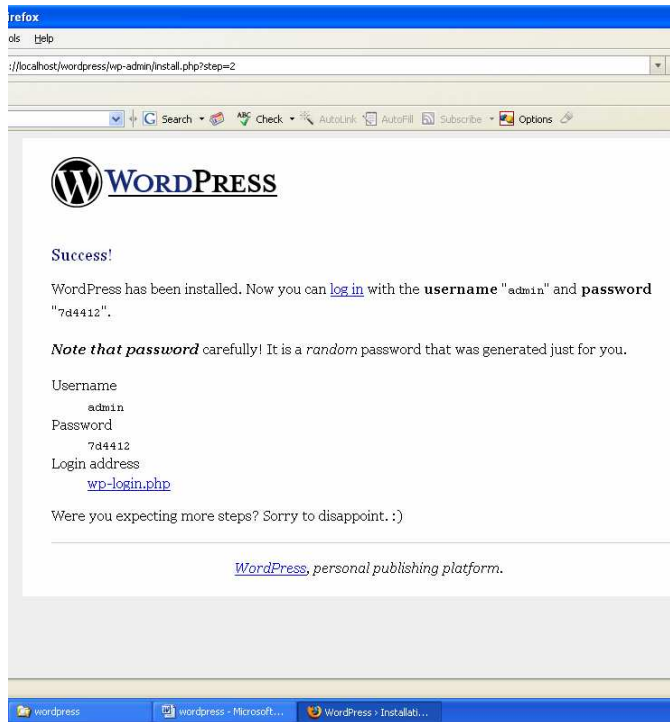 irefox
ols Help
://localhost/wordpress/wp-admin/install.php?step=2
G Search ABC Check AutoLink AutoFill Subscribe Options
W WORDPRESS
Success!
WordPress has been installed. Now you can log in with the username "admin" and password
"7d4412".
Note that password carefully! It is a random password that was generated just for you.
Username
admin
Password
7d4412
Login address
wp-login.php
Were you expecting more steps? Sorry to disappoint. :)
WordPress, personal publishing platform.
wordpress wordpress - Microsoft... WordPress › Installati...